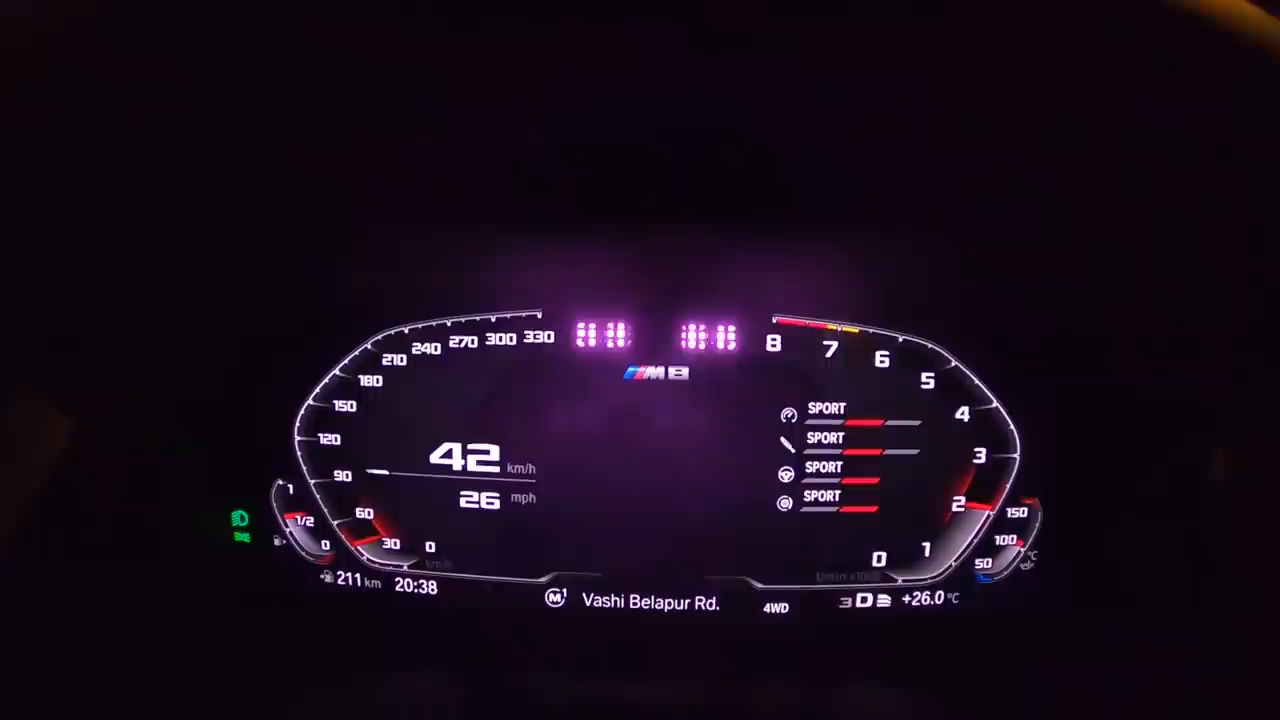 330
300
270
240
210
180
150
120
90
60
30
0
M8
8
7
6
5
4
3
2
1
0
42 km/h
26 mph
SPORT
SPORT
SPORT
SPORT
1
1/2
0
150
100
50
°C
211 km
20:38
M1
Vashi Belapur Rd.
4WD
3 D
+26.0 °C